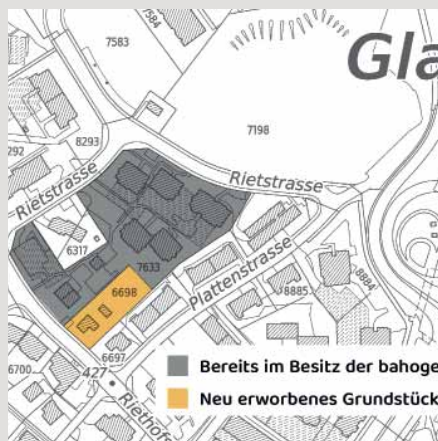 7584
7583
Gla
7198
8293
292
Rietstrasse
Rietstrasse
6317
7633
Plattenstrasse
6698
8884
8885
6697
6700
427
Bereits im Besitz der bahoge
Neu erworbenes Grundstück
Riethof